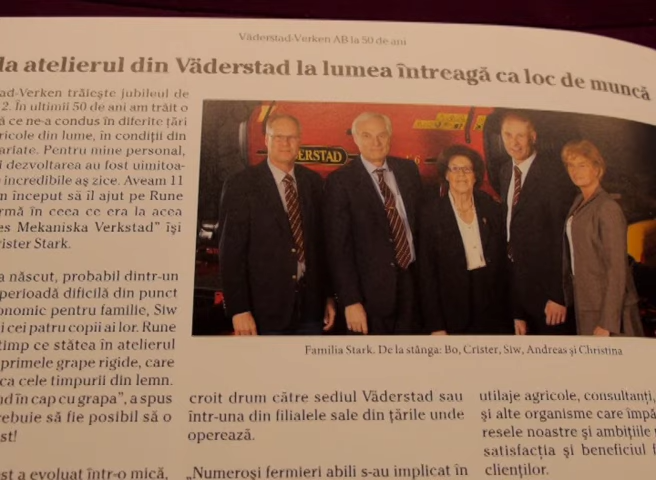 Väderstad-Verken AB la 50 de ani
la atelierul din Väderstad la lumea întreagă ca loc de muncă
ad-Verken trăiește jubileul de
2. În ultimii 50 de ani am trăit o
ă ce ne-a condus în diferite țări
ricole din lume, în condiții din
ariate. Pentru mine personal,
i dezvoltarea au fost uimitoa-
e incredibile aș zice. Aveam 11
m început să îl ajut pe Rune
rmă în ceea ce era la acea
es Mekaniska Verkstad" își
rister Stark.
a născut, probabil dintr-un
perioadă dificilă din punct
onomic pentru familie, Siw
i cei patru copii ai lor. Rune
timp ce stătea în atelierul
primele grape rigide, care
ca cele timpurii din lemn.
nd în cap cu grapa", a spus
rebuie să fie posibil să o
st!
st a evoluat într-o mică,
ERSTAD
Familia Stark. De la stânga: Bo, Crister, Siw, Andreas și Christina
croit drum către sediul Väderstad sau
într-una din filialele sale din țările unde
operează.
„Numeroși fermieri abili s-au implicat în
utilaje agricole, consultanți,
și alte organisme care împă
resele noastre și ambițiile
satisfacția și beneficiul f
clienților.